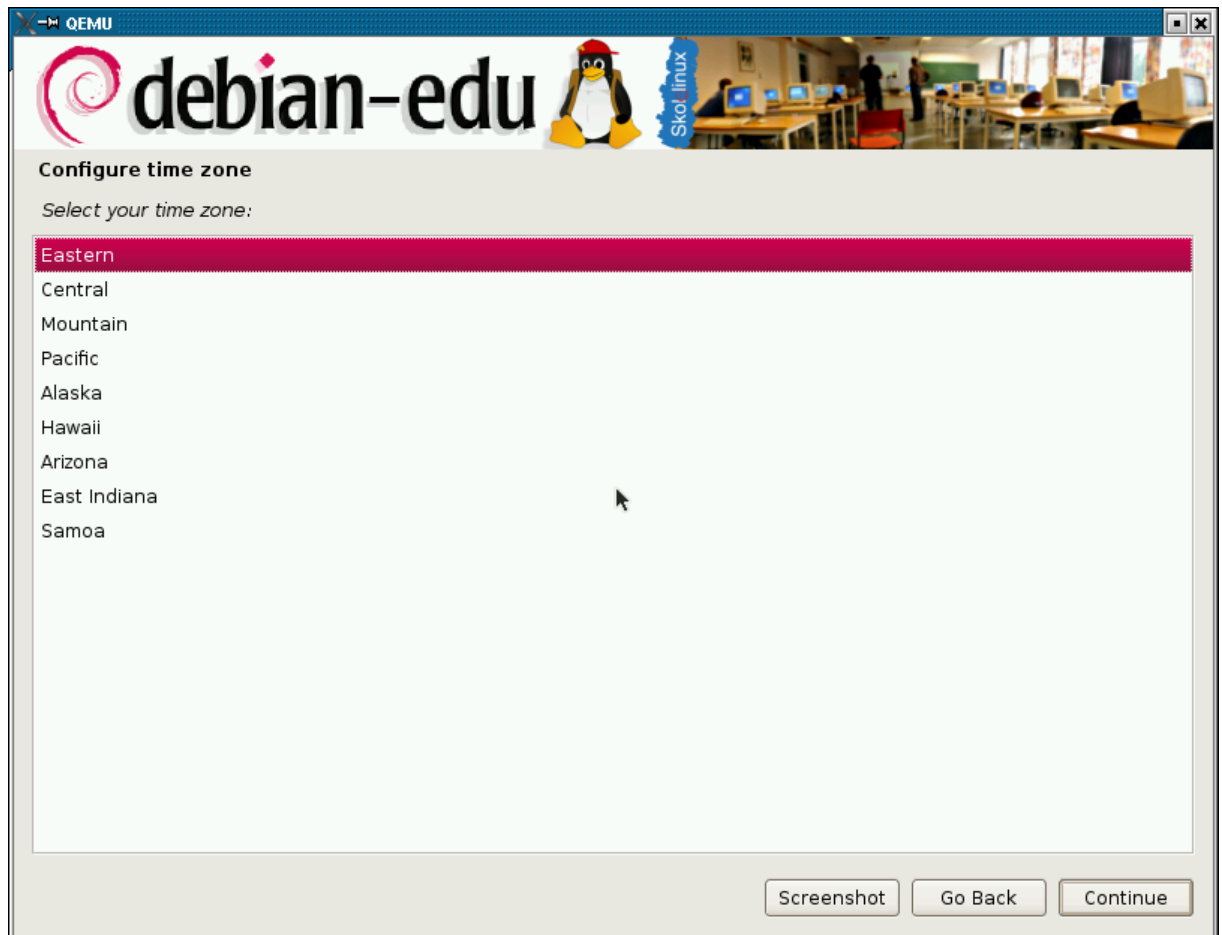 QEMU
debian-edu
Skolelinux
Configure time zone
Select your time zone:
Eastern
Central
Mountain
Pacific
Alaska
Hawaii
Arizona
East Indiana
Samoa
Screenshot
Go Back
Continue